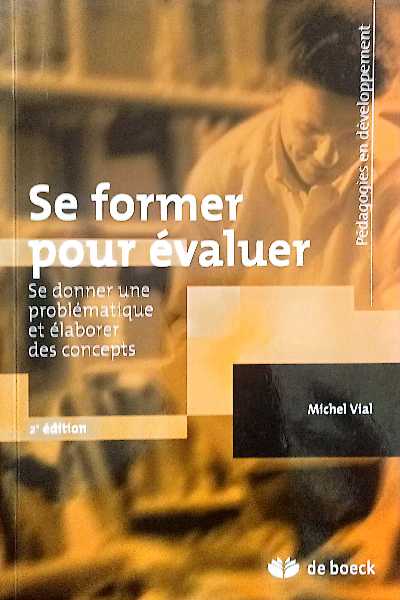 Pédagogies en développement
Se former
pour évaluer
Se donner une
problématique
et élaborer
des concepts
Michel Vial
2e édition
de boeck